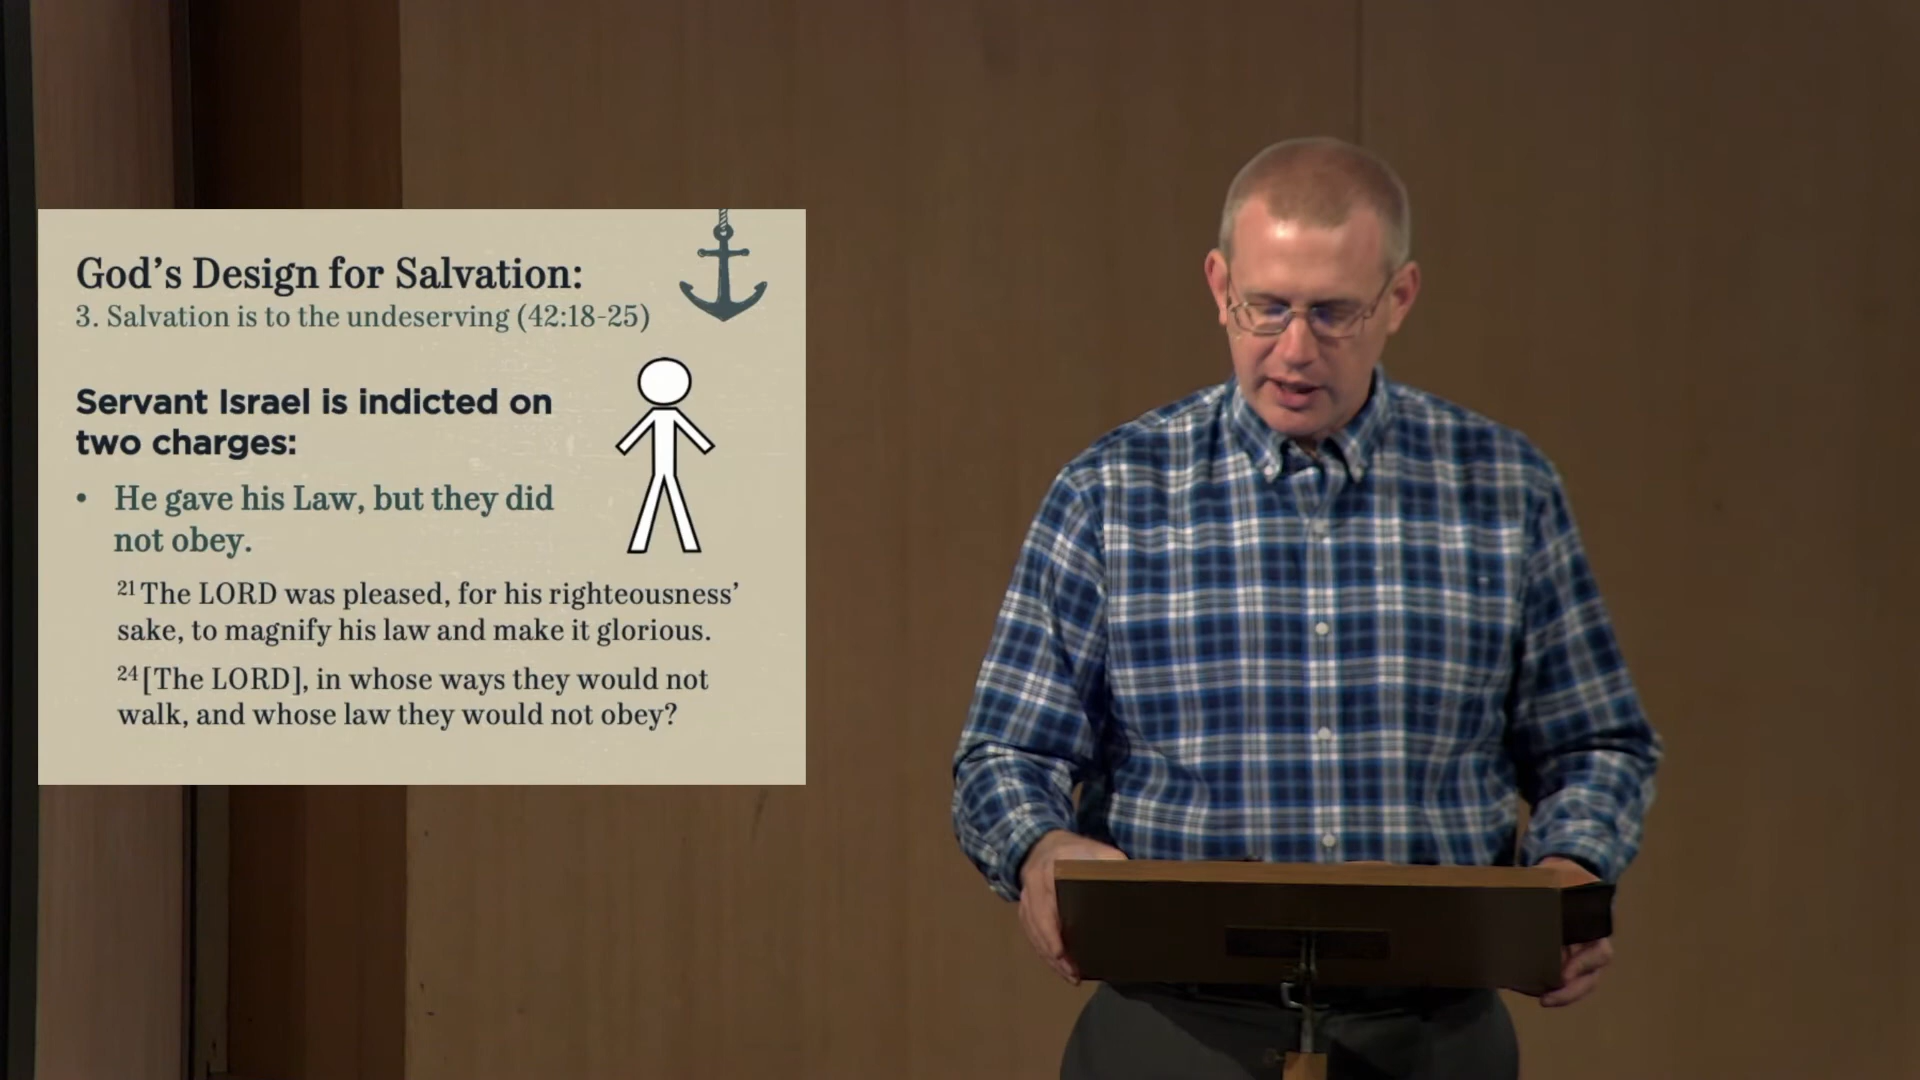 God’s Design for Salvation:
3. Salvation is to the undeserving (42:18-25)
Servant Israel is indicted on
two charges:
• He gave his Law, but they did
not obey.
21 The LORD was pleased, for his righteousness’
sake, to magnify his law and make it glorious.
24 [The LORD], in whose ways they would not
walk, and whose law they would not obey?